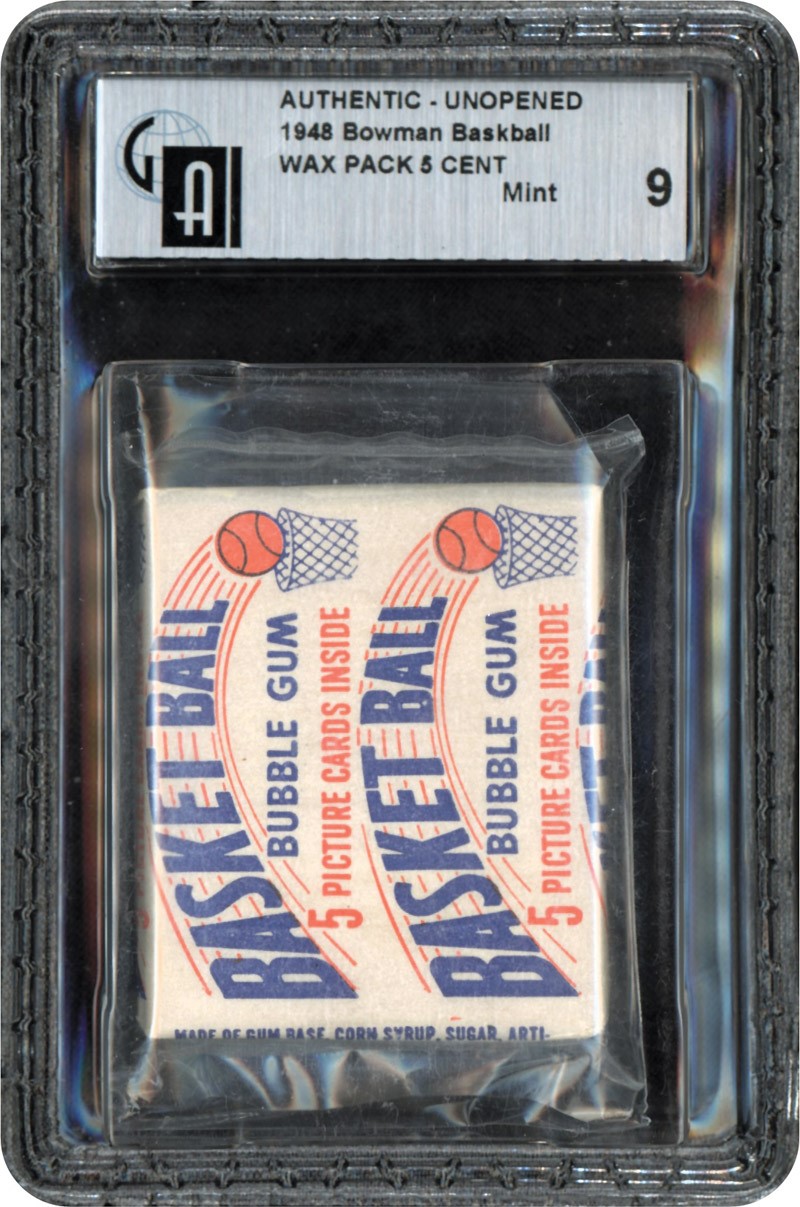 AUTHENTIC - UNOPENED
1948 Bowman Baskball
WAX PACK 5 CENT
Mint
9
GAI
BASKET BALL
BUBBLE GUM
5 PICTURE CARDS INSIDE
BASKET BALL
BUBBLE GUM
5 PICTURE CARDS INSIDE
MADE OF GUM BASE, CORN SYRUP, SUGAR, ARTI-